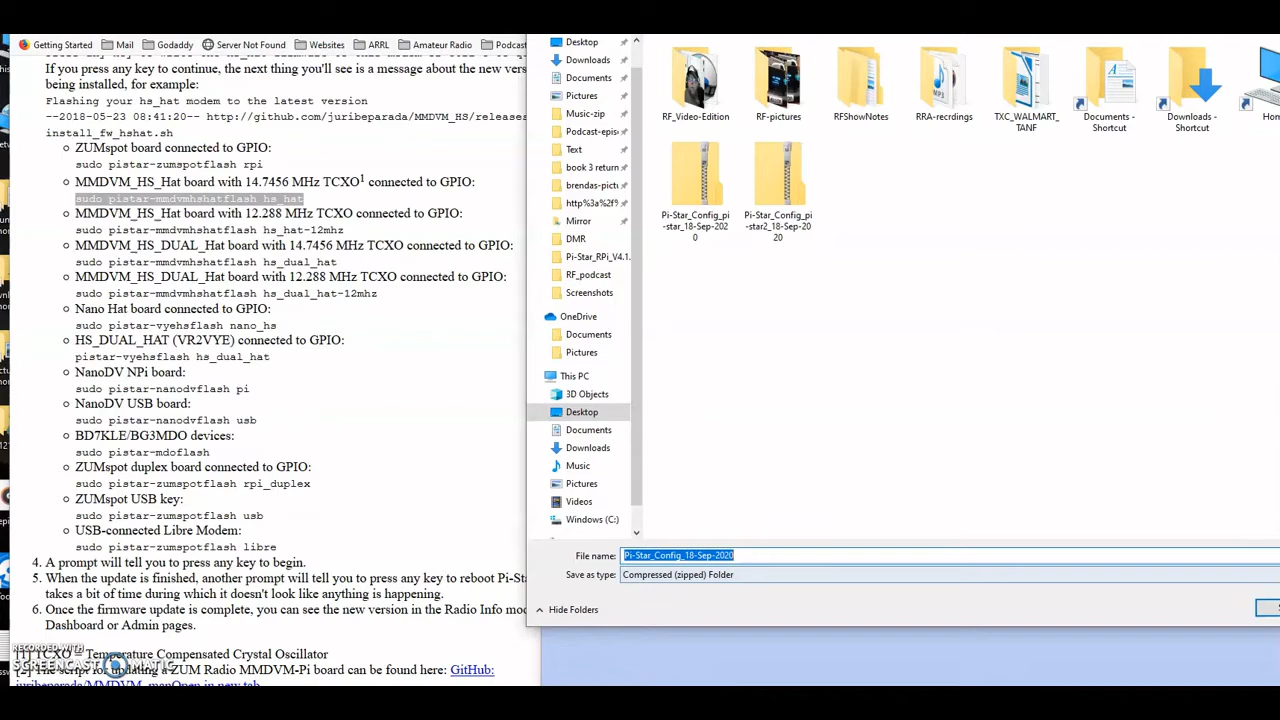 Getting Started Mail Godaddy Server Not Found Websites ARRL Amateur Radio Podcast
If you press any key to continue, the next thing you'll see is a message about the new vers
being installed, for example:
Flashing your hs_hat modem to the latest version
--2018-05-23 08:41:20-- http://github.com/juribeparada/MMDVM_HS/releases
install_fw_hshat.sh
ZUMspot board connected to GPIO:
sudo pistar-zumspotflash rpi
MMDVM_HS_Hat board with 14.7456 MHz TCXO1 connected to GPIO:
sudo pistar-mmdvmhshatflash hs_hat
MMDVM_HS_Hat board with 12.288 MHz TCXO connected to GPIO:
sudo pistar-mmdvmhshatflash hs_hat-12mhz
MMDVM_HS_DUAL_Hat board with 14.7456 MHz TCXO connected to GPIO:
sudo pistar-mmdvmhshatflash hs_dual_hat
MMDVM_HS_DUAL_Hat board with 12.288 MHz TCXO connected to GPIO:
sudo pistar-mmdvmhshatflash hs_dual_hat-12mhz
Nano Hat board connected to GPIO:
sudo pistar-vyehsflash nano_hs
HS_DUAL_HAT (VR2VYE) connected to GPIO:
pistar-vyehsflash hs_dual_hat
NanoDV NPi board:
sudo pistar-nanodvflash pi
NanoDV USB board:
sudo pistar-nanodvflash usb
BD7KLE/BG3MDO devices:
sudo pistar-mdoflash
ZUMspot duplex board connected to GPIO:
sudo pistar-zumspotflash rpi_duplex
ZUMspot USB key:
sudo pistar-zumspotflash usb
USB-connected Libre Modem:
sudo pistar-zumspotflash libre
4. A prompt will tell you to press any key to begin.
5. When the update is finished, another prompt will tell you to press any key to reboot Pi-Sta
takes a bit of time during which it doesn't look like anything is happening.
6. Once the firmware update is complete, you can see the new version in the Radio Info mod
Dashboard or Admin pages.
[1] TCXO – Temperature Compensated Crystal Oscillator
[2] The script for updating a ZUM Radio MMDVM-Pi board can be found here: GitHub:
RECORDED WITH
SCREENCAST MATIC
Desktop
Downloads
Documents
Pictures
Music-zip
Podcast-epis
Text
book 3 return
brendas-pict
http%3a%2f
Mirror
DMR
Pi-Star_RPi_V4.1.
RF_podcast
Screenshots
OneDrive
Documents
Pictures
This PC
3D Objects
Desktop
Documents
Downloads
Music
Pictures
Videos
Windows (C:)
RF_Video-Edition
RF-pictures
RFShowNotes
RRA-recrdings
TXC_WALMART_
TANF
Documents -
Shortcut
Downloads -
Shortcut
Hom
Pi-Star_Config_pi
-star_18-Sep-202
0
Pi-Star_Config_pi
-star2_18-Sep-20
20
File name: Pi-Star_Config_18-Sep-2020
Save as type: Compressed (zipped) Folder
Hide Folders